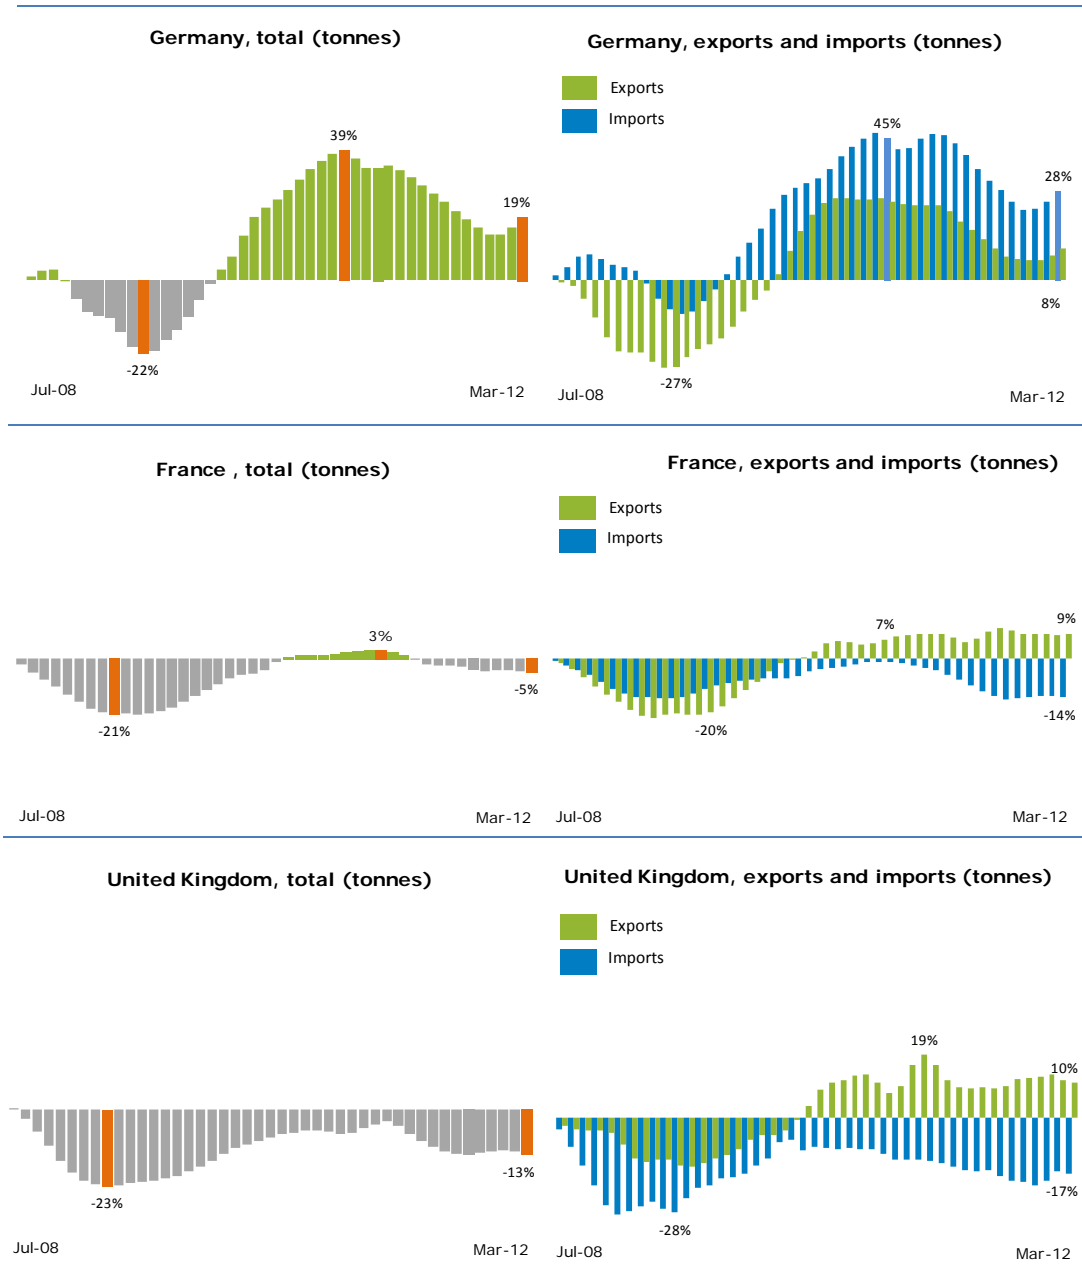 Germany, total (tonnes)
39%
19%
-22%
Jul-08
Mar-12
Germany, exports and imports (tonnes)
Exports
Imports
45%
28%
8%
-27%
Jul-08
Mar-12
France , total (tonnes)
3%
-5%
-21%
Jul-08
Mar-12
France, exports and imports (tonnes)
Exports
Imports
7%
9%
-14%
-20%
Jul-08
Mar-12
United Kingdom, total (tonnes)
-13%
-23%
Jul-08
Mar-12
United Kingdom, exports and imports (tonnes)
Exports
Imports
19%
10%
-17%
-28%
Jul-08
Mar-12